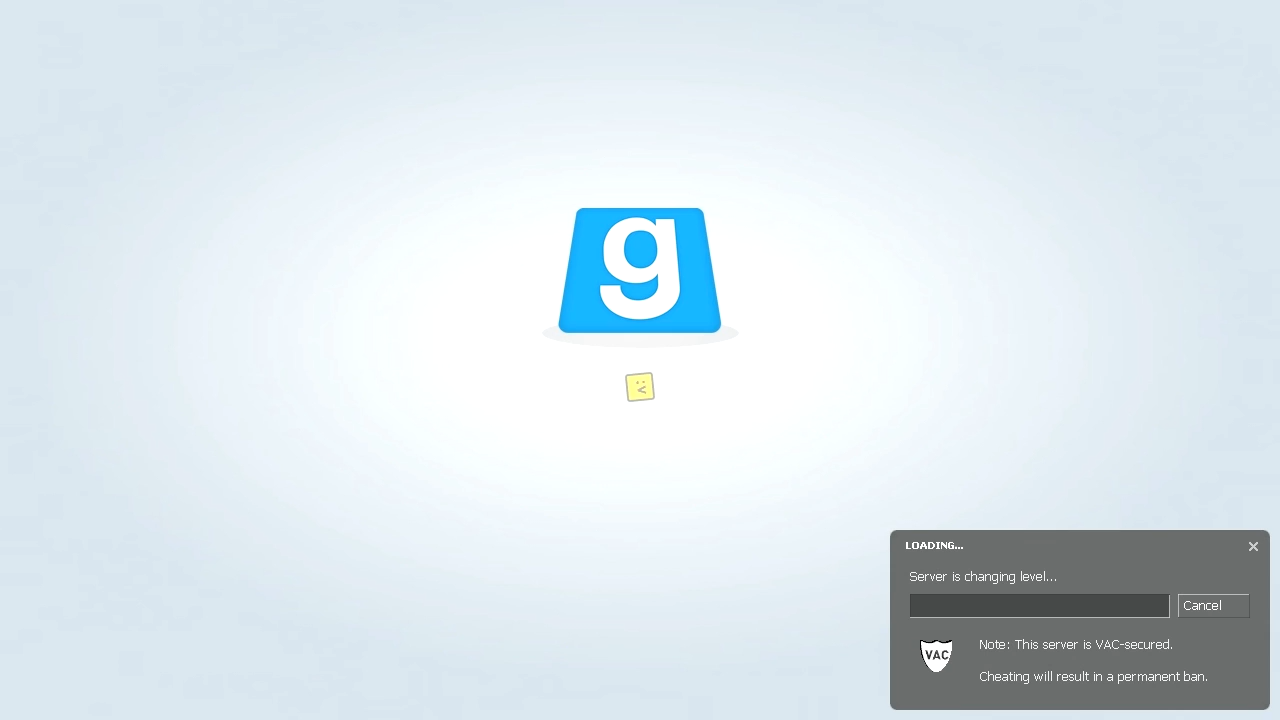 g
LOADING...
Server is changing level...
Cancel
VAC
Note: This server is VAC-secured.
Cheating will result in a permanent ban.